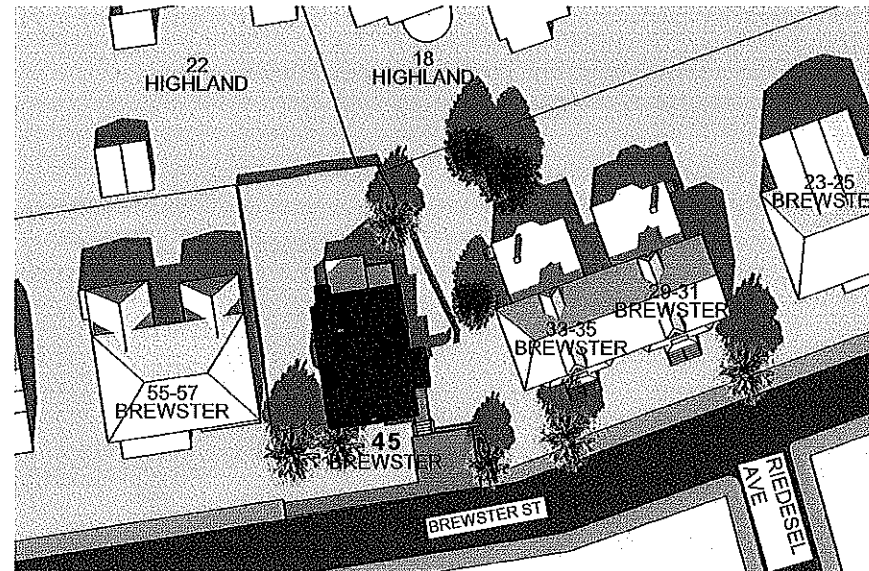 22
HIGHLAND
18
HIGHLAND
23-25
BREWSTER
29-31
BREWSTER
33-35
BREWSTER
55-57
BREWSTER
45
BREWSTER
BREWSTER ST
RIEDESEL
AVE